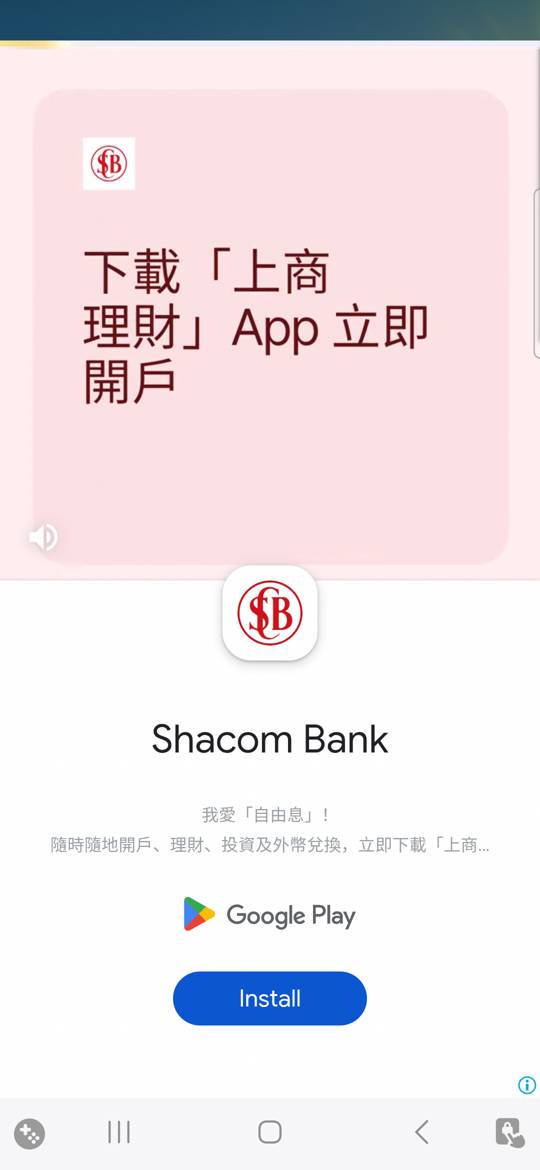 SCB
下載「上商
理財」App 立即
開戶
SCB
Shacom Bank
我愛「自由息」！
隨時隨地開戶、理財、投資及外幣兌換，立即下載「上商...
Google Play
Install